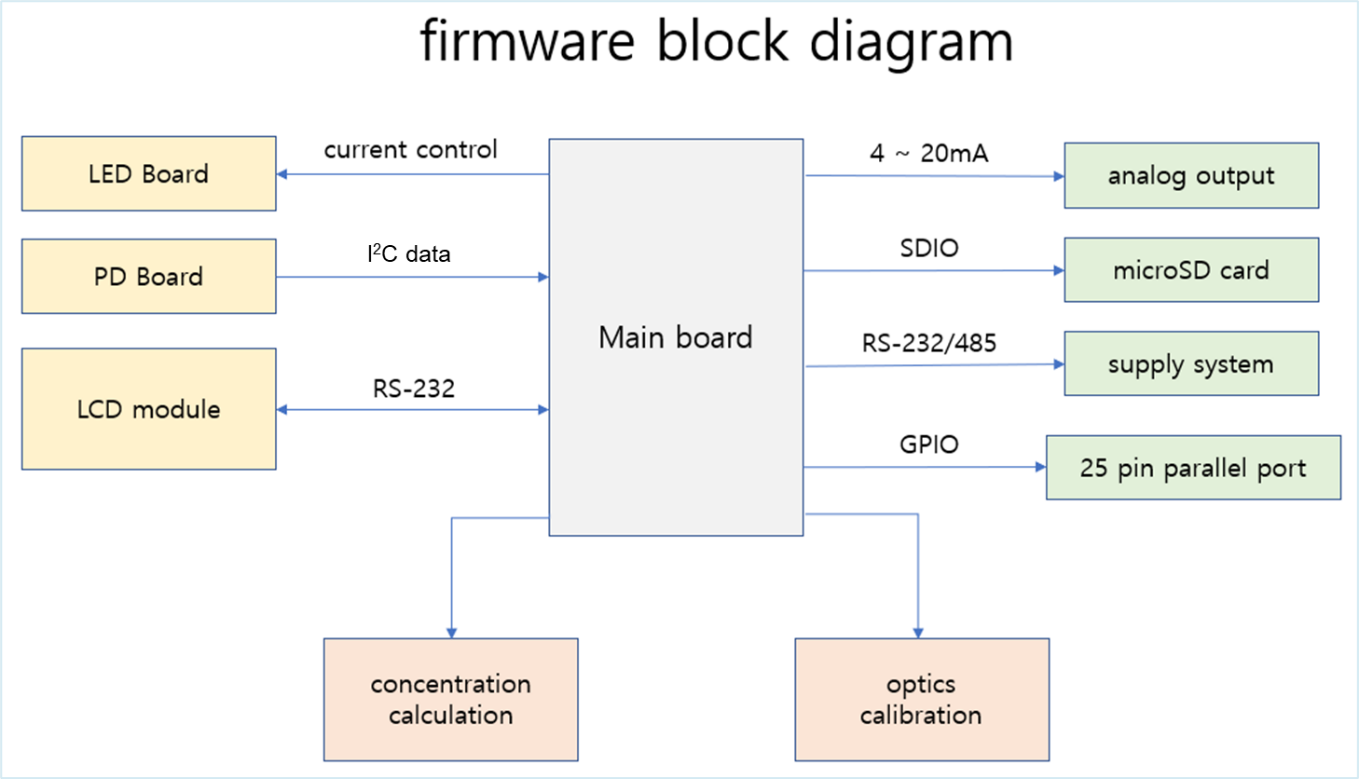 firmware block diagram
LED Board
current control
4 ~ 20mA
analog output
PD Board
I²C data
SDIO
microSD card
Main board
LCD module
RS-232
RS-232/485
supply system
GPIO
25 pin parallel port
concentration
calculation
optics
calibration